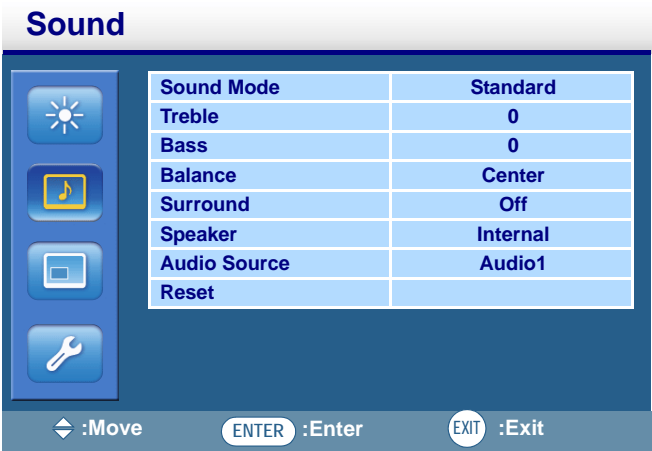 Sound
Sound Mode Standard
Treble 0
Bass 0
Balance Center
Surround Off
Speaker Internal
Audio Source Audio1
Reset
:Move ENTER :Enter EXIT :Exit